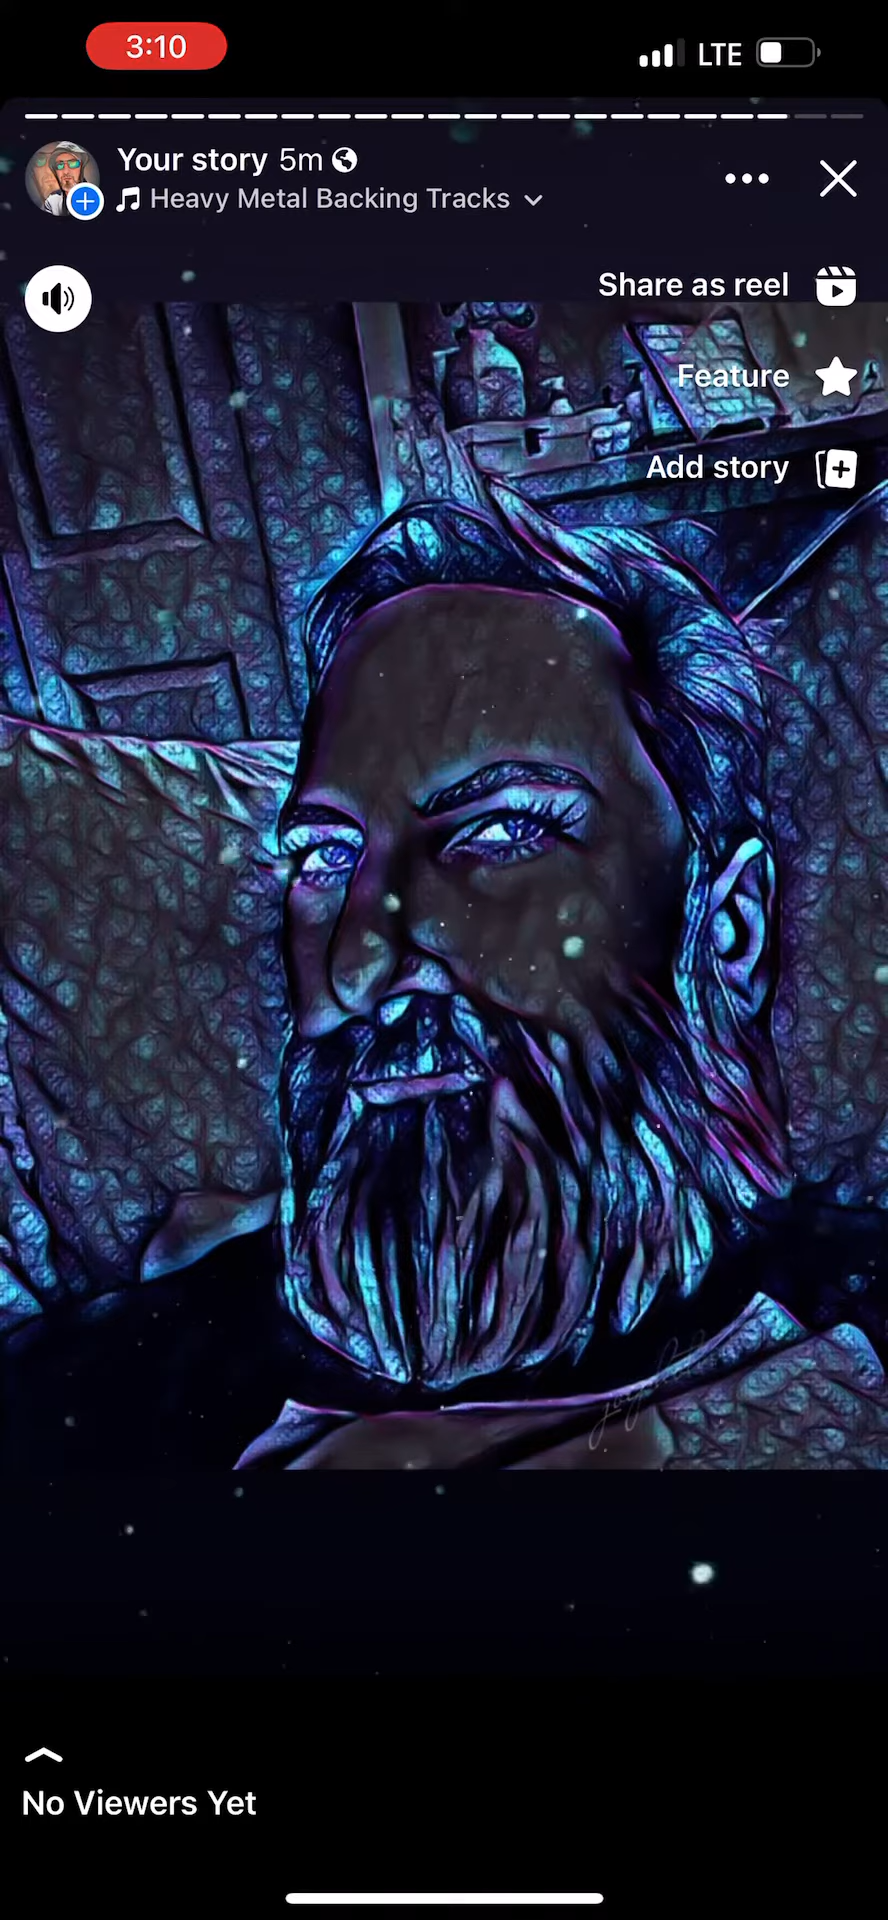 3:10
LTE
Your story 5m
Heavy Metal Backing Tracks
Share as reel
Feature
Add story
No Viewers Yet